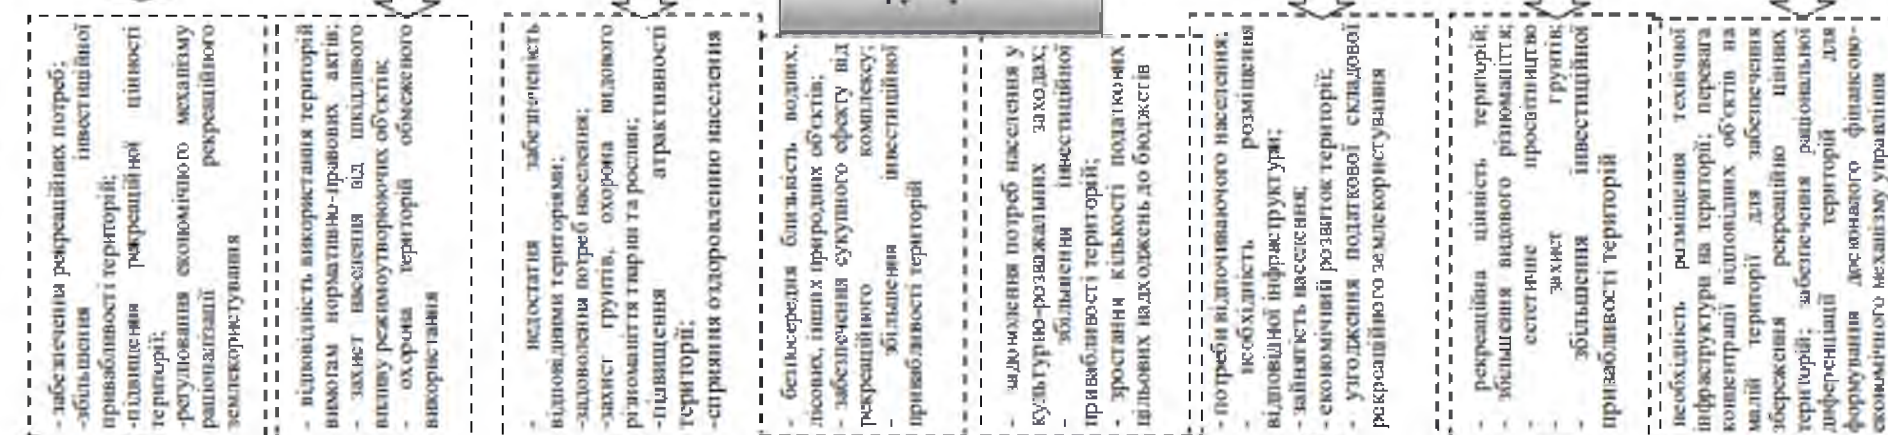 - забезпечення рекреаційних потреб;
-збільшення інвестиційної
привабливості територій;
-підвищення рекреаційної цінності
території;
-регулювання економічного механізму
раціоналізації рекреаційного
землекористування
- відповідність використання територій
вимогам нормативно-правових актів;
- захист населення від шкідливого
впливу режимоутворюючих об'єктів;
- охорона територій обмеженого
використання
- недостатня забезпеченість
відповідними територіями;
-задоволення потреб населення;
-захист ґрунтів, охорона видового
різноманіття тварин та рослин;
-підвищення атрактивності
території;
-сприяння оздоровленню населення
- безпосередня близькість водних,
лісових, інших природних об'єктів;
- забезпечення сукупного ефекту від
рекреаційного комплексу;
- збільшення інвестиційної
привабливості територій
- задоволення потреб населення у
культурно-розважальних заходах;
- збільшення інвестиційної
привабливості територій;
- зростання кількості податкових
цільових надходжень до бюджетів
- потреби відпочиваючого населення;
- необхідність розміщення
відповідної інфраструктури;
- зайнятість населення;
- економічний розвиток території;
- узгодження податкової складової
рекреаційного землекористування
- рекреаційна цінність територій;
- збільшення видового різноманіття;
- естетичне просвітництво
- захист ґрунтів;
- збільшення інвестиційної
привабливості територій
необхідність розміщення технічної
інфраструктури на території; перевага
концентрації відповідних об'єктів на
малій території для забезпечення
збереження рекреаційно цінних
територій; забезпечення раціональної
диференціації територій для
формування досконалого фінансово-
економічного механізму управління